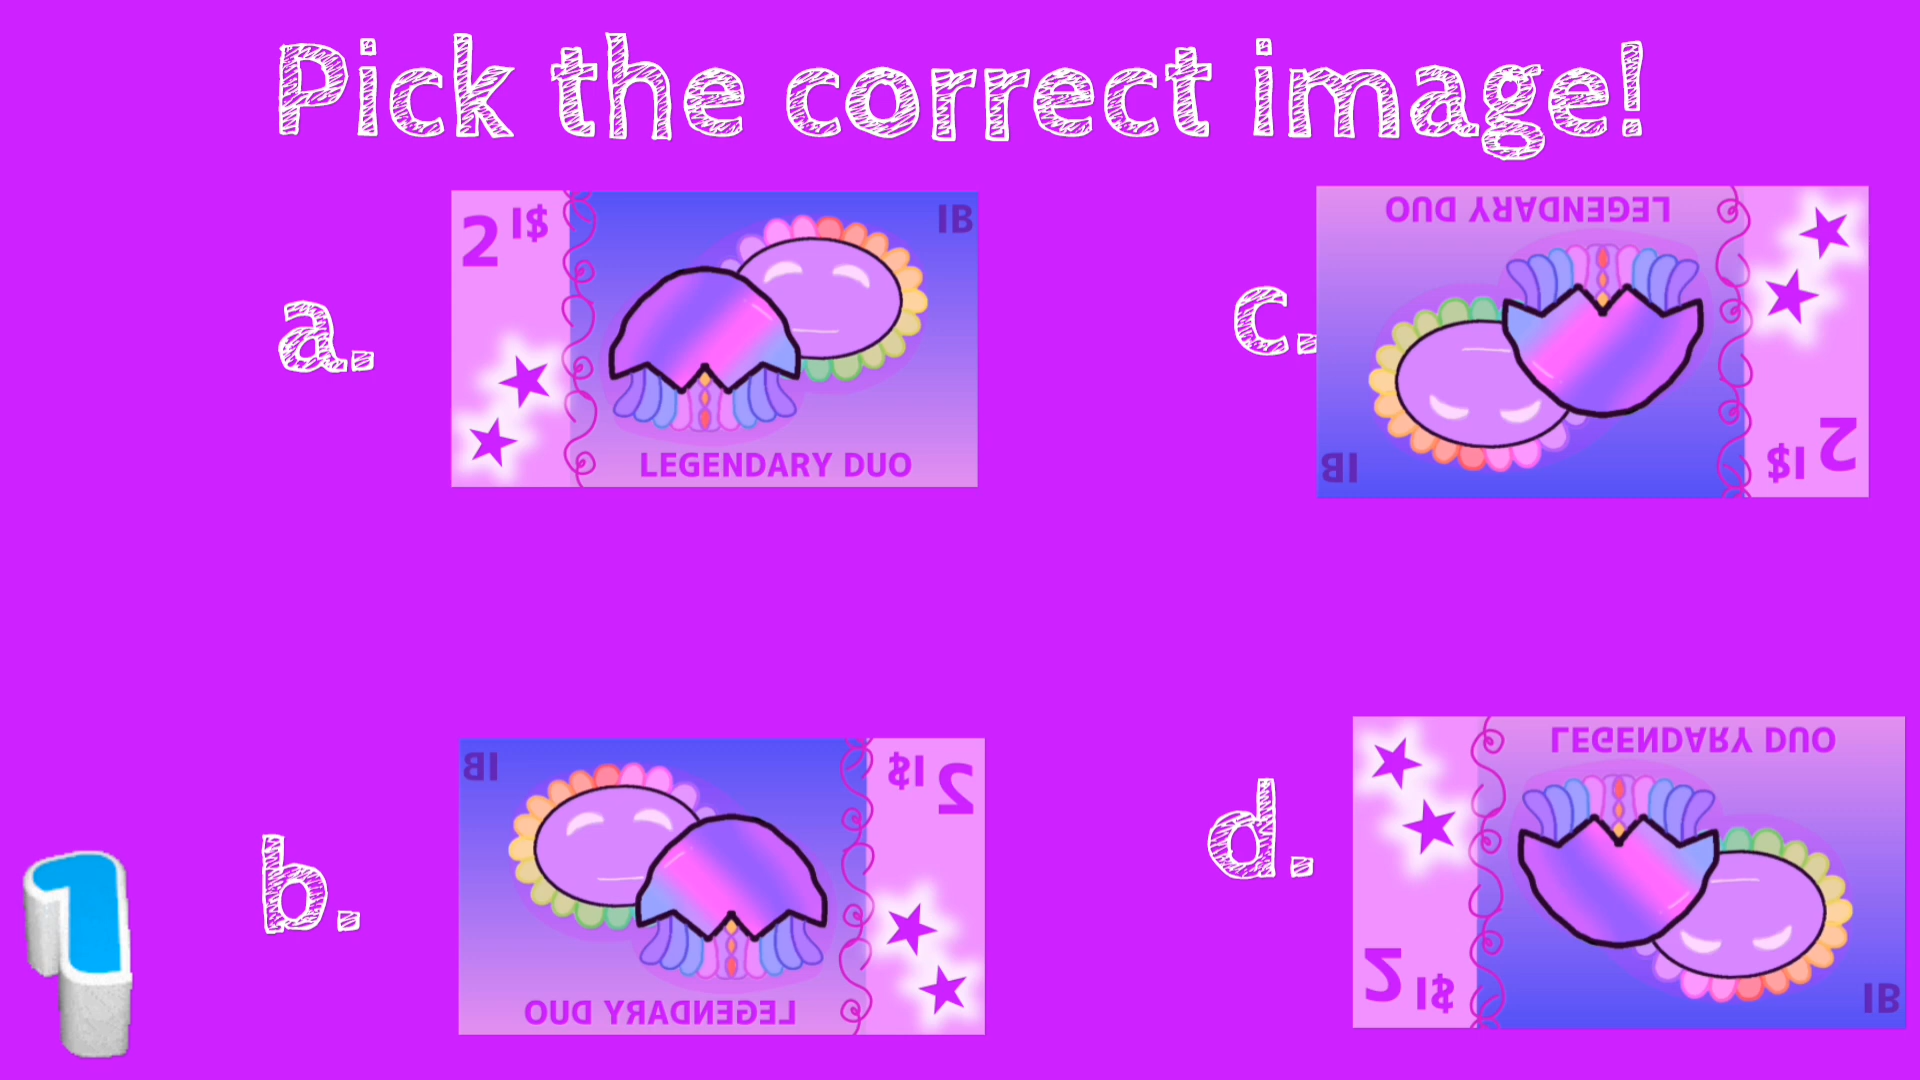 Pick the correct image!
a.
2 I$
IB
LEGENDARY DUO
c.
LEGENDARY DUO
IB
I$ 2
b.
IB
I$ 2
LEGENDARY DUO
d.
LEGENDARY DUO
2 I$
IB
1